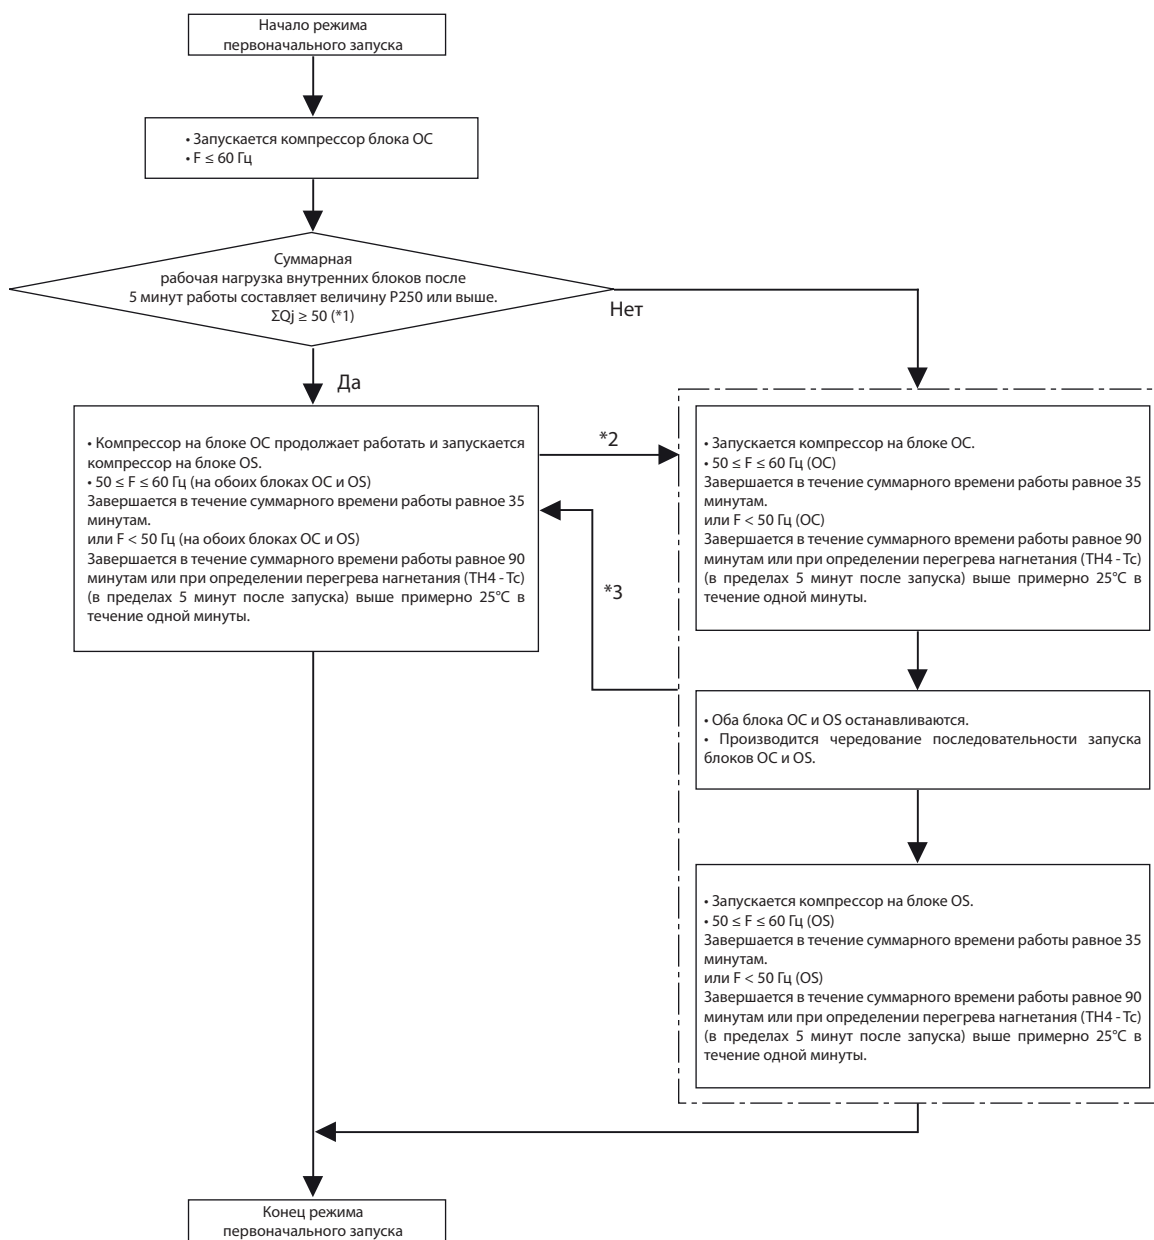 Начало режима
первоначального запуска
• Запускается компрессор блока OC
• F ≤ 60 Гц
Суммарная
рабочая нагрузка внутренних блоков после
5 минут работы составляет величину P250 или выше.
ΣQj ≥ 50 (*1)
Нет
Да
• Компрессор на блоке OC продолжает работать и запускается
компрессор на блоке OS.
• 50 ≤ F ≤ 60 Гц (на обоих блоках OC и OS)
Завершается в течение суммарного времени работы равное 35
минутам.
или F < 50 Гц (на обоих блоках OC и OS)
Завершается в течение суммарного времени работы равное 90
минутам или при определении перегрева нагнетания (TH4 - Tc)
(в пределах 5 минут после запуска) выше примерно 25°C в
течение одной минуты.
*2
*3
• Запускается компрессор на блоке OC.
• 50 ≤ F ≤ 60 Гц (OC)
Завершается в течение суммарного времени работы равное 35
минутам.
или F < 50 Гц (OC)
Завершается в течение суммарного времени работы равное 90
минутам или при определении перегрева нагнетания (TH4 - Tc)
(в пределах 5 минут после запуска) выше примерно 25°C в
течение одной минуты.
• Оба блока OC и OS останавливаются.
• Производится чередование последовательности запуска
блоков OC и OS.
• Запускается компрессор на блоке OS.
• 50 ≤ F ≤ 60 Гц (OS)
Завершается в течение суммарного времени работы равное 35
минутам.
или F < 50 Гц (OS)
Завершается в течение суммарного времени работы равное 90
минутам или при определении перегрева нагнетания (TH4 - Tc)
(в пределах 5 минут после запуска) выше примерно 25°C в
течение одной минуты.
Конец режима
первоначального запуска